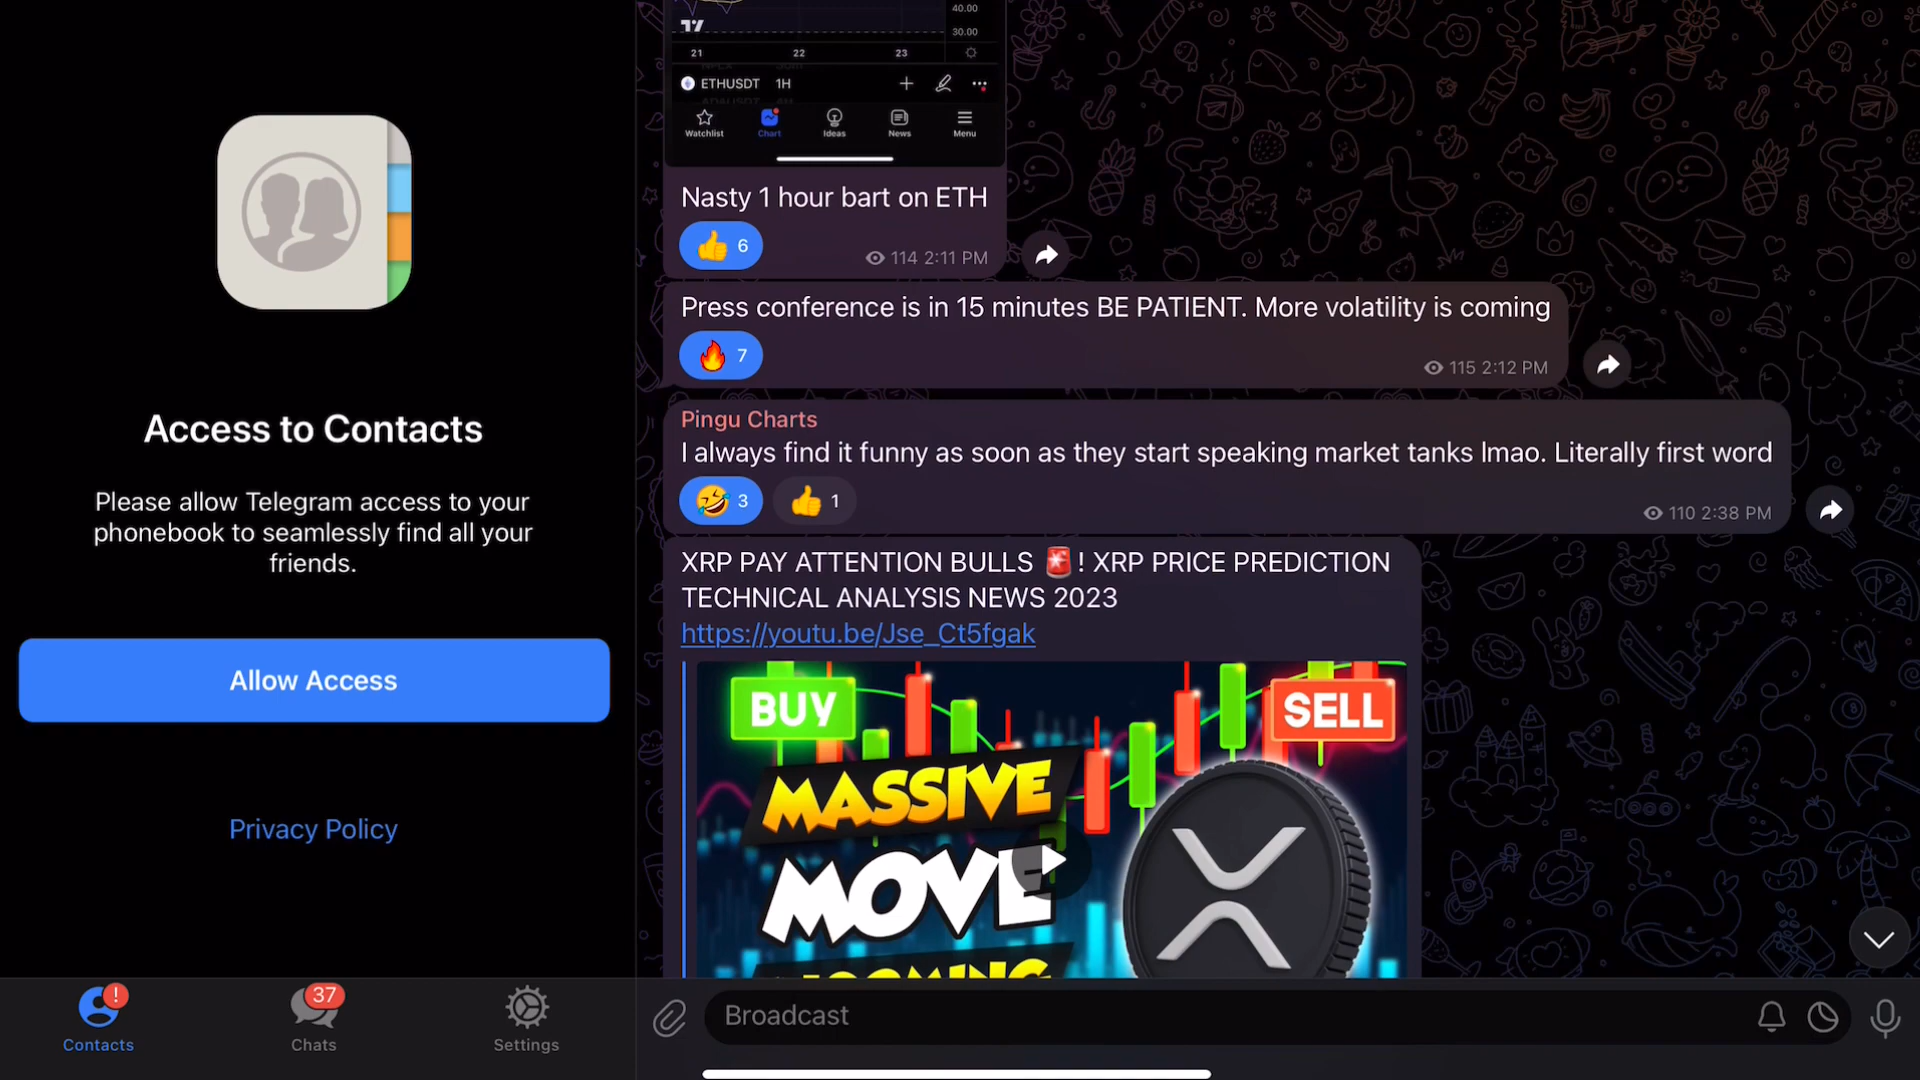 Access to Contacts
Please allow Telegram access to your
phonebook to seamlessly find all your
friends.
Allow Access
Privacy Policy
!
Contacts
37
Chats
Settings
40.00
30.00
21 22 23
ETHUSDT 1H
Watchlist Chart Ideas News Menu
Nasty 1 hour bart on ETH
👍 6 114 2:11 PM
Press conference is in 15 minutes BE PATIENT. More volatility is coming
🔥 7 115 2:12 PM
Pingu Charts
I always find it funny as soon as they start speaking market tanks lmao. Literally first word
🤣 3 👍 1 110 2:38 PM
XRP PAY ATTENTION BULLS 🚨! XRP PRICE PREDICTION
TECHNICAL ANALYSIS NEWS 2023
https://youtu.be/Jse_Ct5fgak
BUY SELL
MASSIVE
MOVE
Broadcast